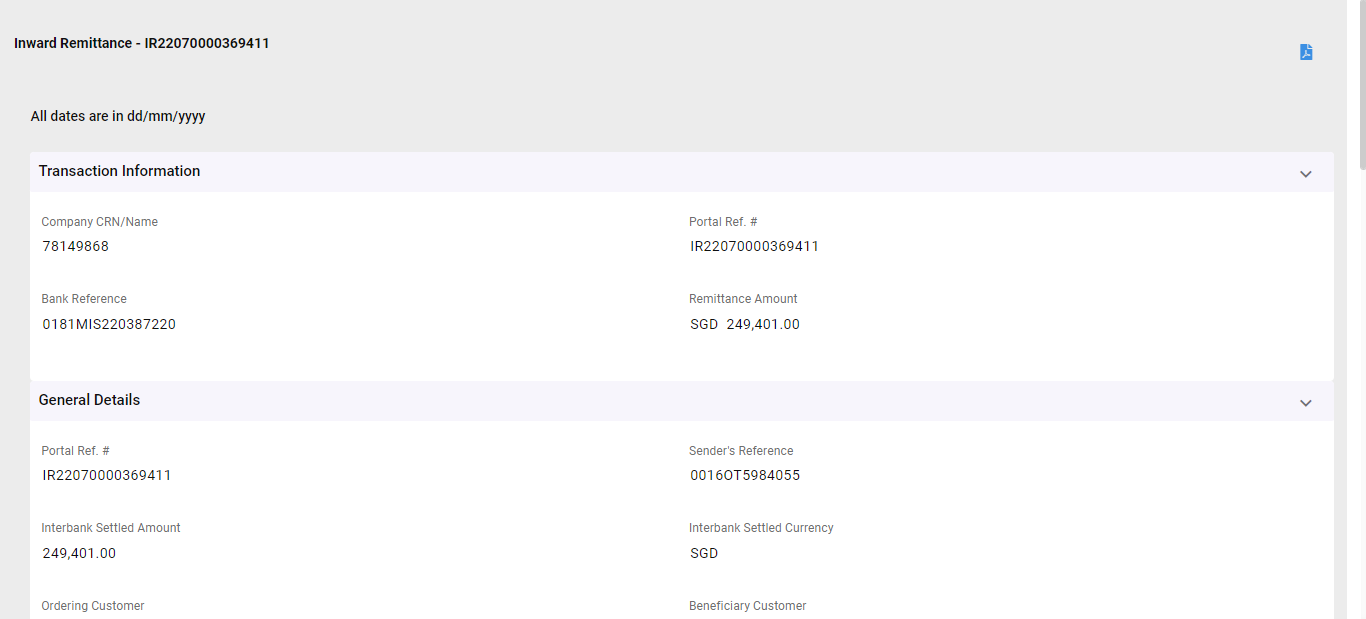 Inward Remittance - IR22070000369411
All dates are in dd/mm/yyyy
Transaction Information
Company CRN/Name
78149868
Portal Ref. #
IR22070000369411
Bank Reference
0181MIS220387220
Remittance Amount
SGD 249,401.00
General Details
Portal Ref. #
IR22070000369411
Sender's Reference
0016OT5984055
Interbank Settled Amount
249,401.00
Interbank Settled Currency
SGD
Ordering Customer
Beneficiary Customer